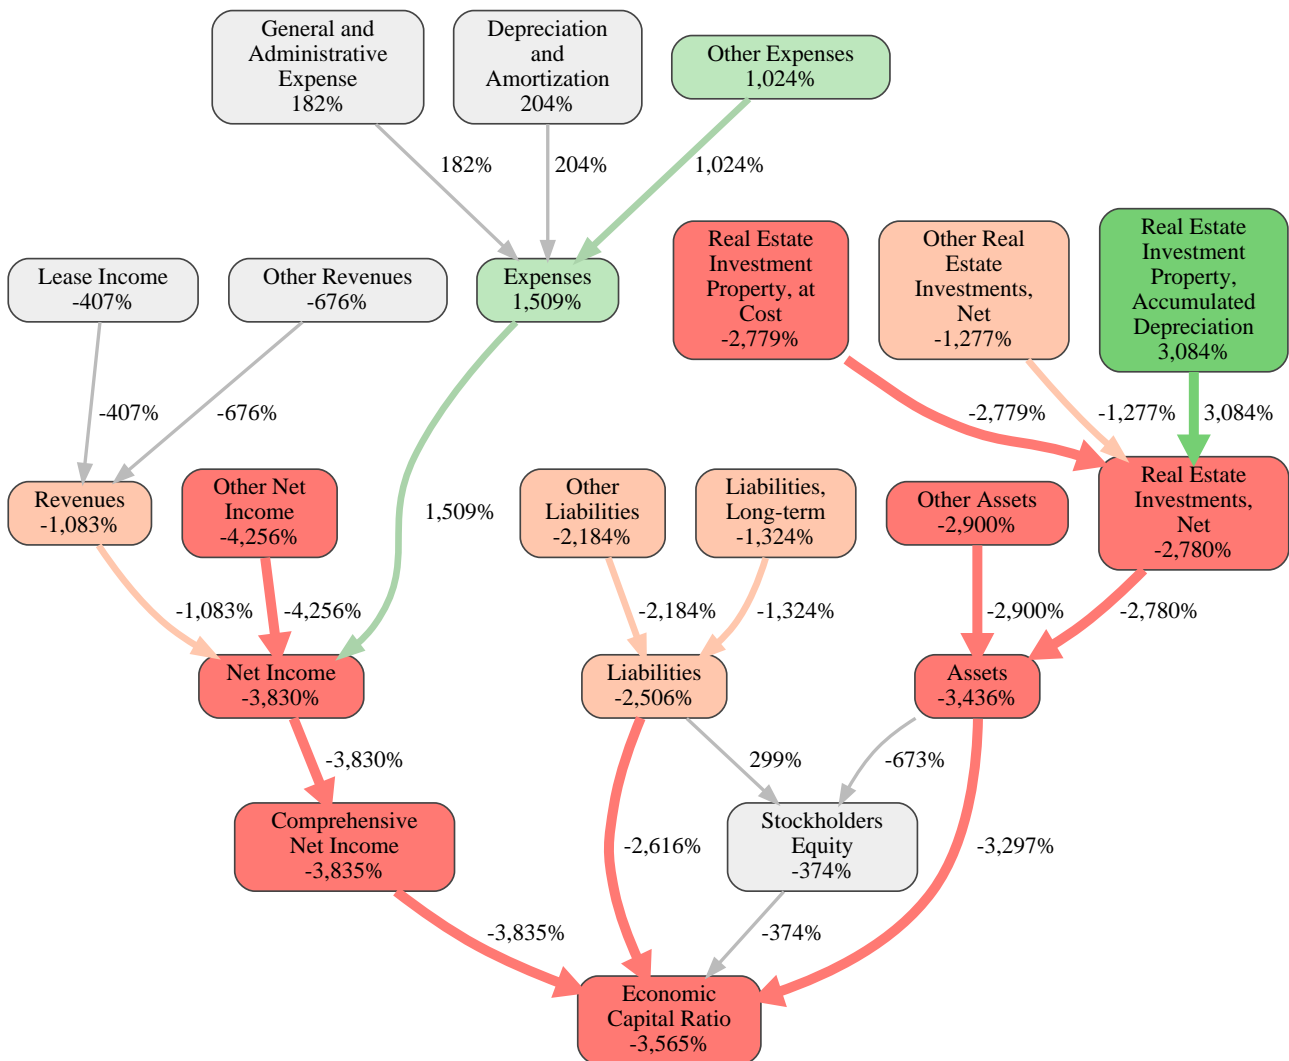 General and
Administrative
Expense
182%
Depreciation
and
Amortization
204%
Other Expenses
1,024%
182%
204%
1,024%
Real Estate
Investment
Property, at
Cost
-2,779%
Other Real
Estate
Investments,
Net
-1,277%
Real Estate
Investment
Property,
Accumulated
Depreciation
3,084%
Lease Income
-407%
Other Revenues
-676%
Expenses
1,509%
-407%
-676%
-2,779%
-1,277%
3,084%
Revenues
-1,083%
Other Net
Income
-4,256%
1,509%
Other
Liabilities
-2,184%
Liabilities,
Long-term
-1,324%
Other Assets
-2,900%
Real Estate
Investments,
Net
-2,780%
-1,083%
-4,256%
-2,184%
-1,324%
-2,900%
-2,780%
Net Income
-3,830%
Liabilities
-2,506%
Assets
-3,436%
-3,830%
299%
-673%
Comprehensive
Net Income
-3,835%
-2,616%
Stockholders
Equity
-374%
-3,297%
-3,835%
-374%
Economic
Capital Ratio
-3,565%